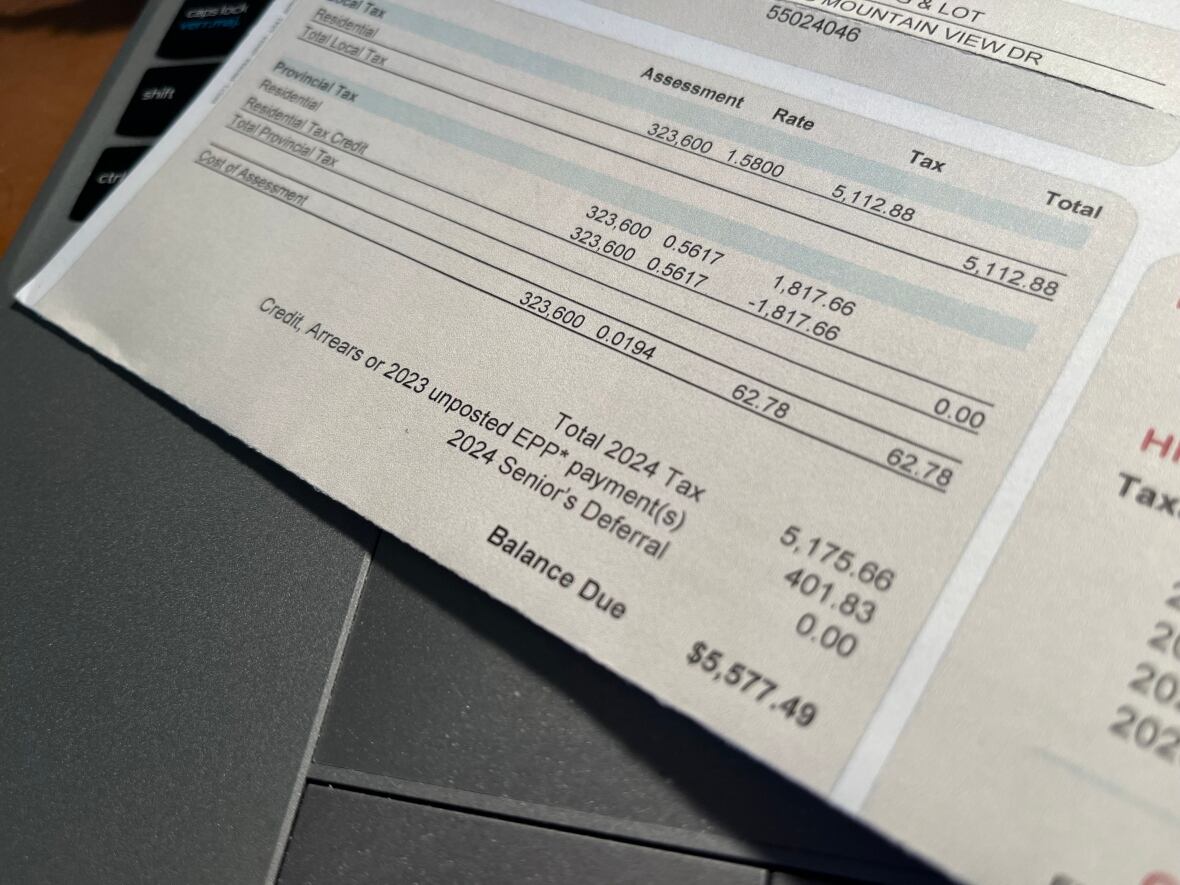 caps lock
verr.maj.
shift
ctrl
& LOT
MOUNTAIN VIEW DR
55024046
Assessment Rate Tax Total
Local Tax
Residential 323,600 1.5800 5,112.88
Total Local Tax 5,112.88
Provincial Tax
Residential 323,600 0.5617 1,817.66
Residential Tax Credit 323,600 0.5617 -1,817.66
Total Provincial Tax 0.00
Cost of Assessment 323,600 0.0194 62.78 62.78
Total 2024 Tax 5,175.66
Credit, Arrears or 2023 unposted EPP* payment(s) 401.83
2024 Senior's Deferral 0.00
Balance Due $5,577.49